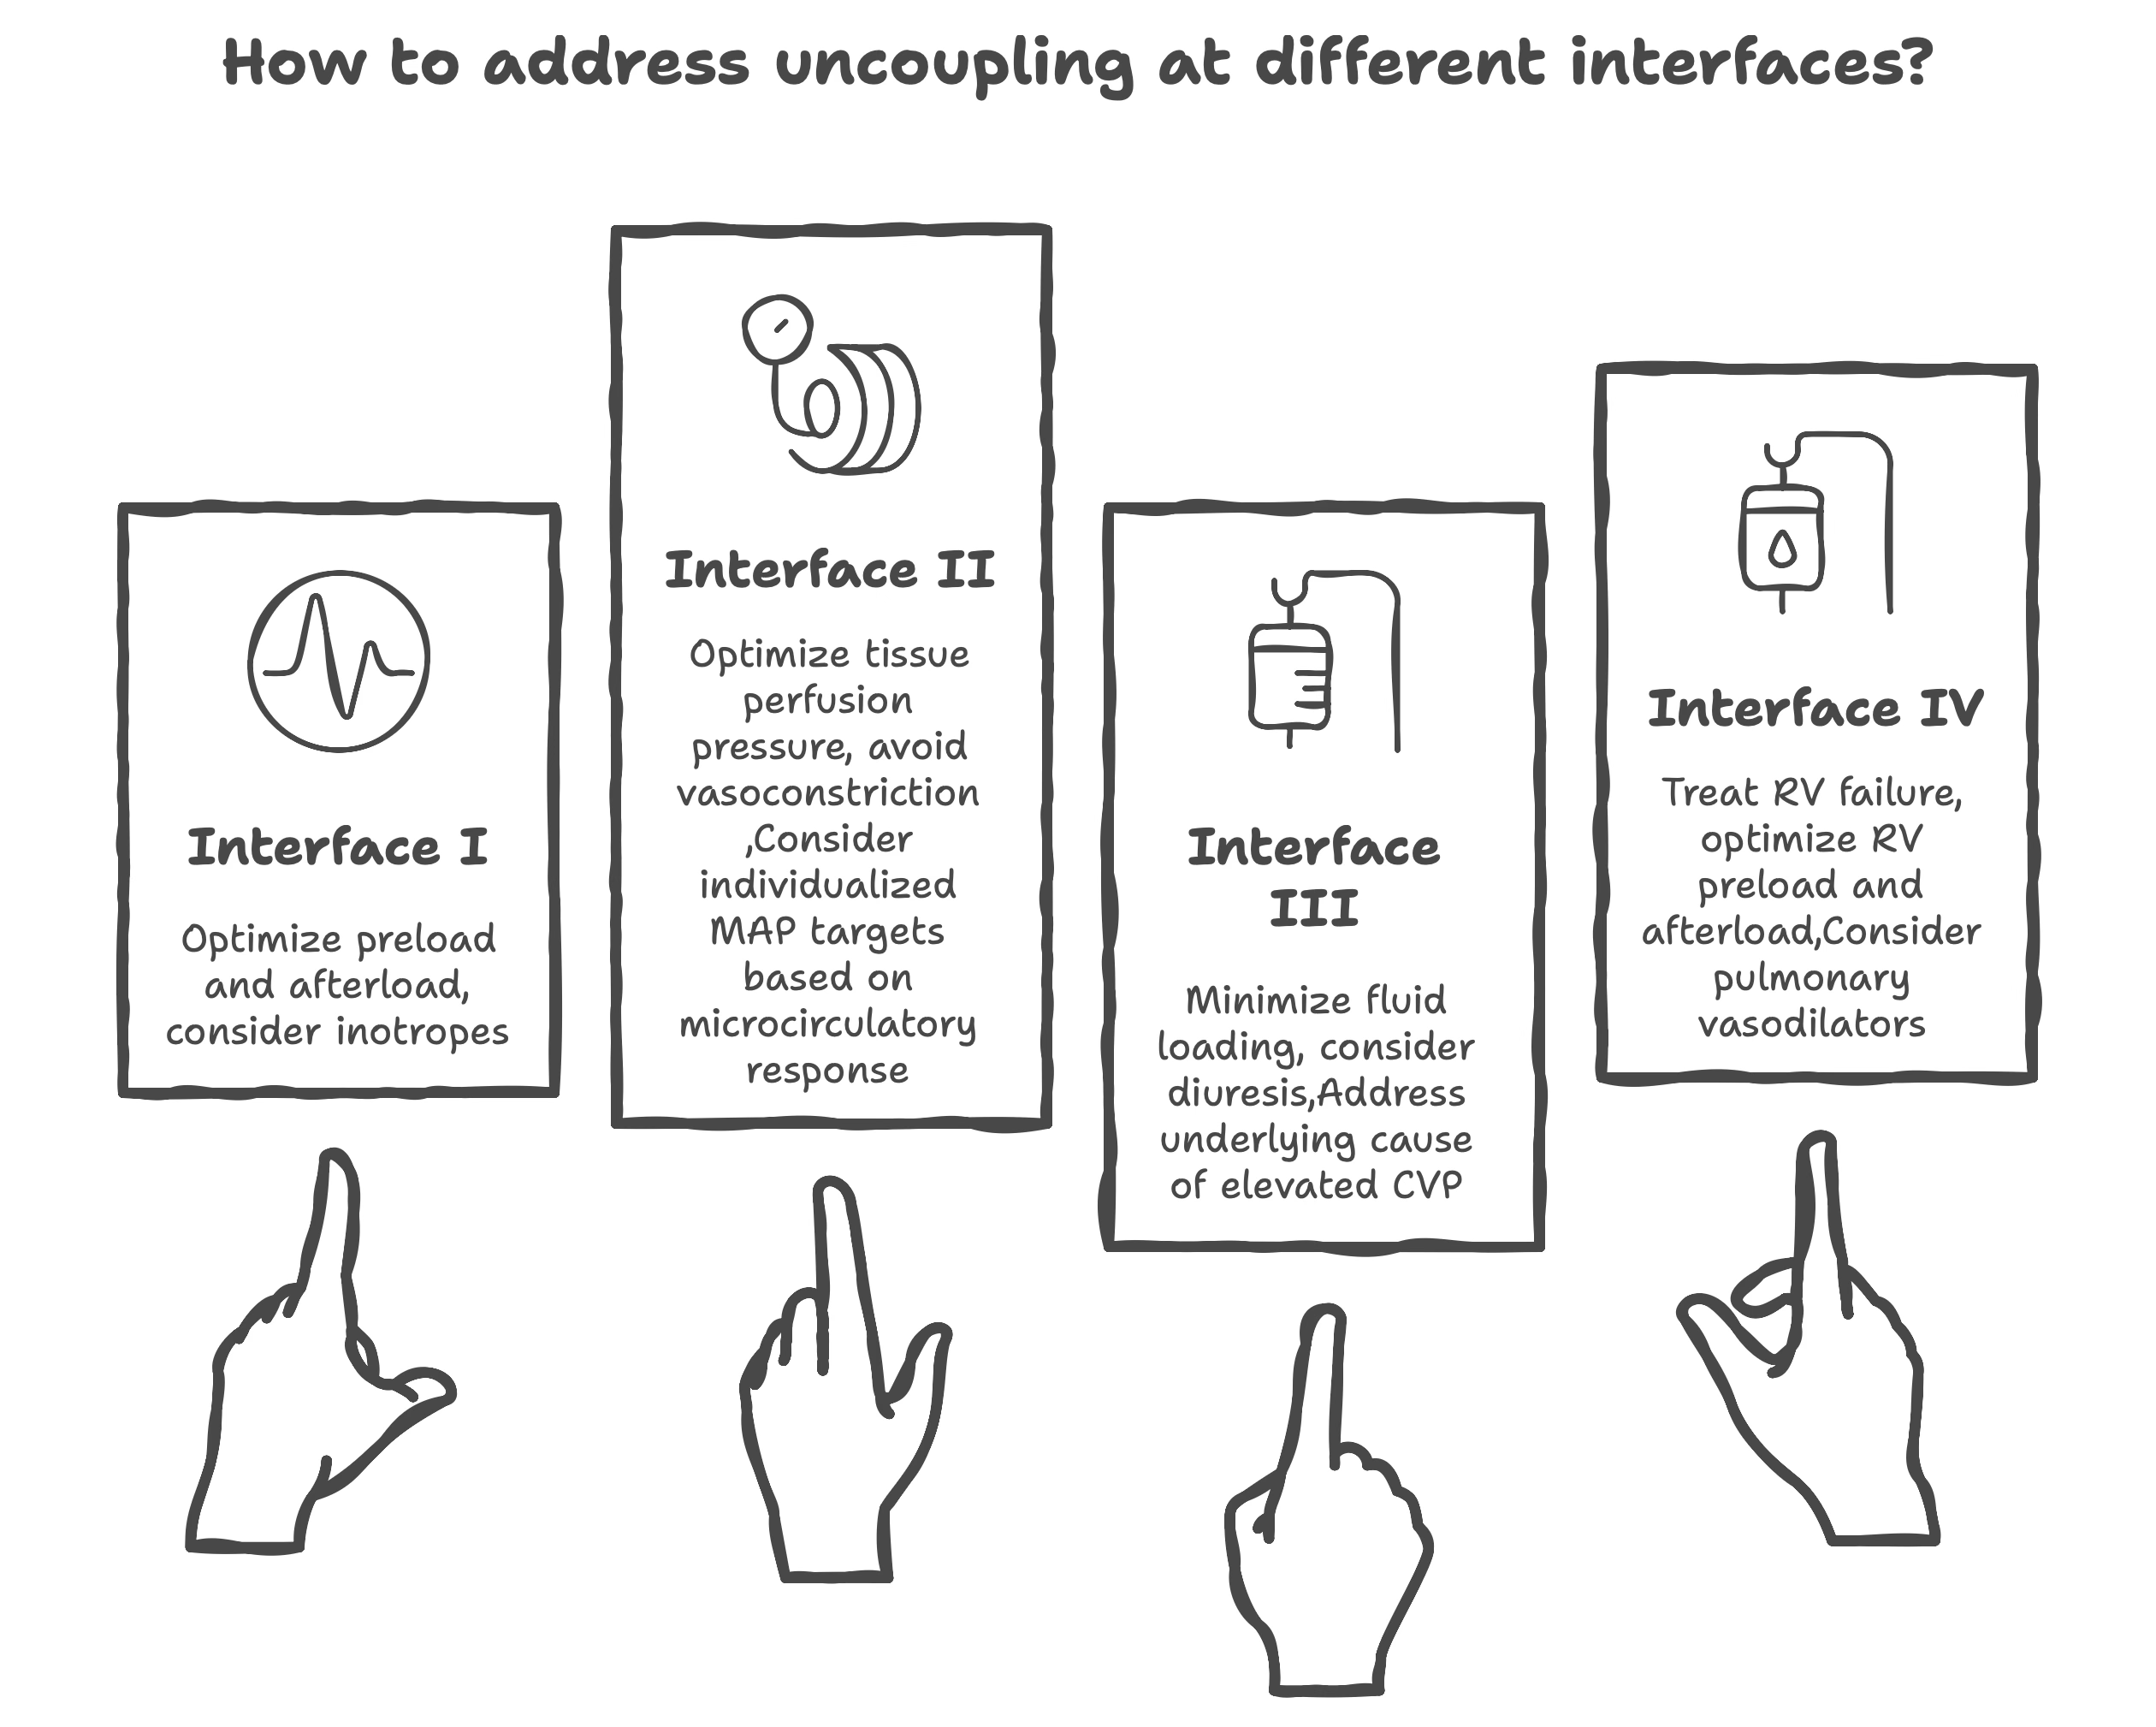 How to address uncoupling at different interfaces?
Interface I
Optimize preload
and afterload,
consider inotropes
Interface II
Optimize tissue
perfusion
pressure, avoid
vasoconstriction
,Consider
individualized
MAP targets
based on
microcirculatory
response
Interface
III
Minimize fluid
loading, consider
diuresis,Address
underlying cause
of elevated CVP
Interface IV
Treat RV failure,
optimize RV
preload and
afterload,Consider
pulmonary
vasodilators